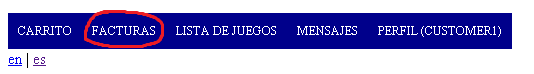 CARRITO FACTURAS LISTA DE JUEGOS MENSAJES PERFIL (CUSTOMER1)
en | es